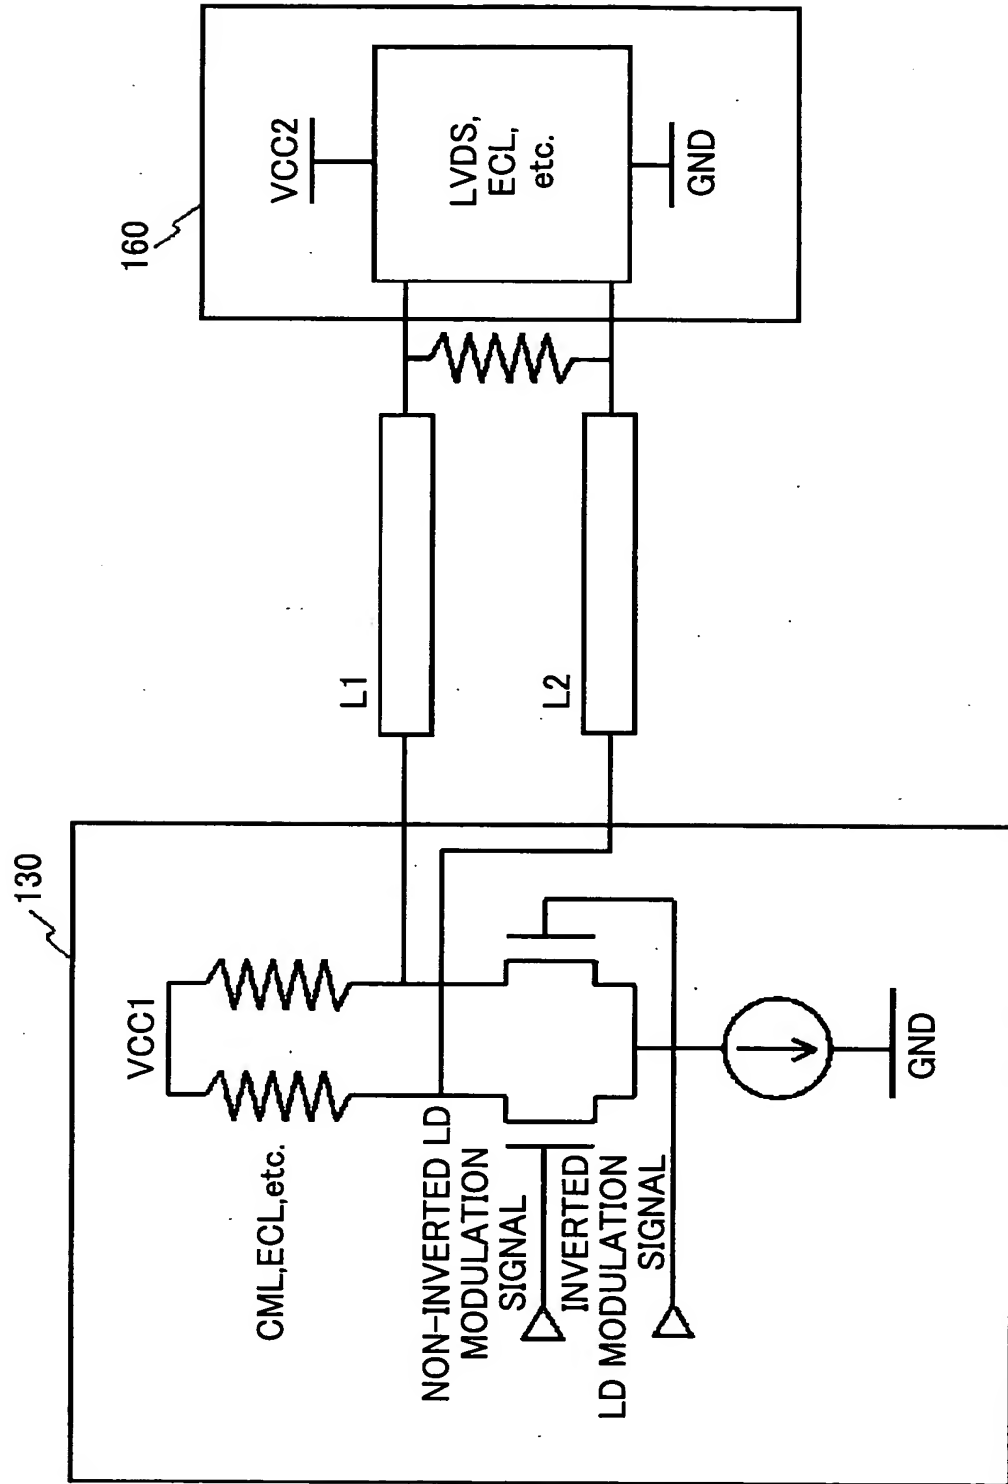 130
VCC1
CML,ECL,etc.
NON-INVERTED LD
MODULATION
SIGNAL
INVERTED
LD MODULATION
SIGNAL
GND
L1
L2
160
VCC2
LVDS,
ECL,
etc.
GND